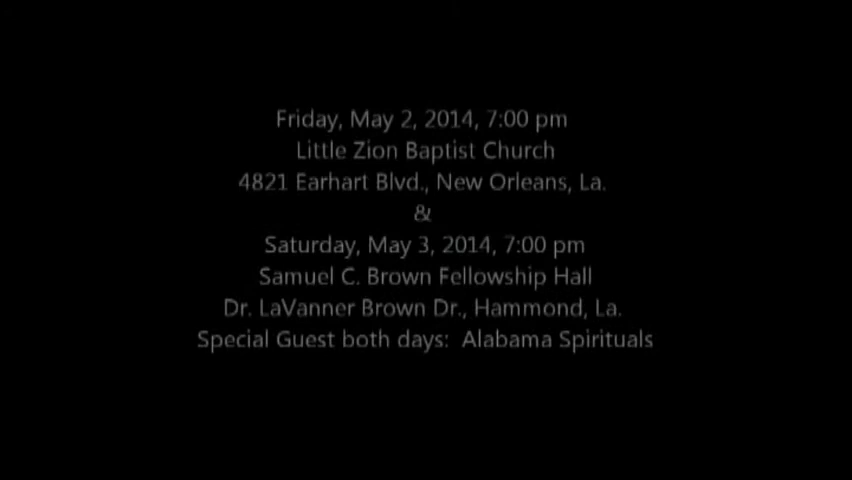 Friday, May 2, 2014, 7:00 pm
Little Zion Baptist Church
4821 Earhart Blvd., New Orleans, La.
&
Saturday, May 3, 2014, 7:00 pm
Samuel C. Brown Fellowship Hall
Dr. LaVanner Brown Dr., Hammond, La.
Special Guest both days:  Alabama Spirituals